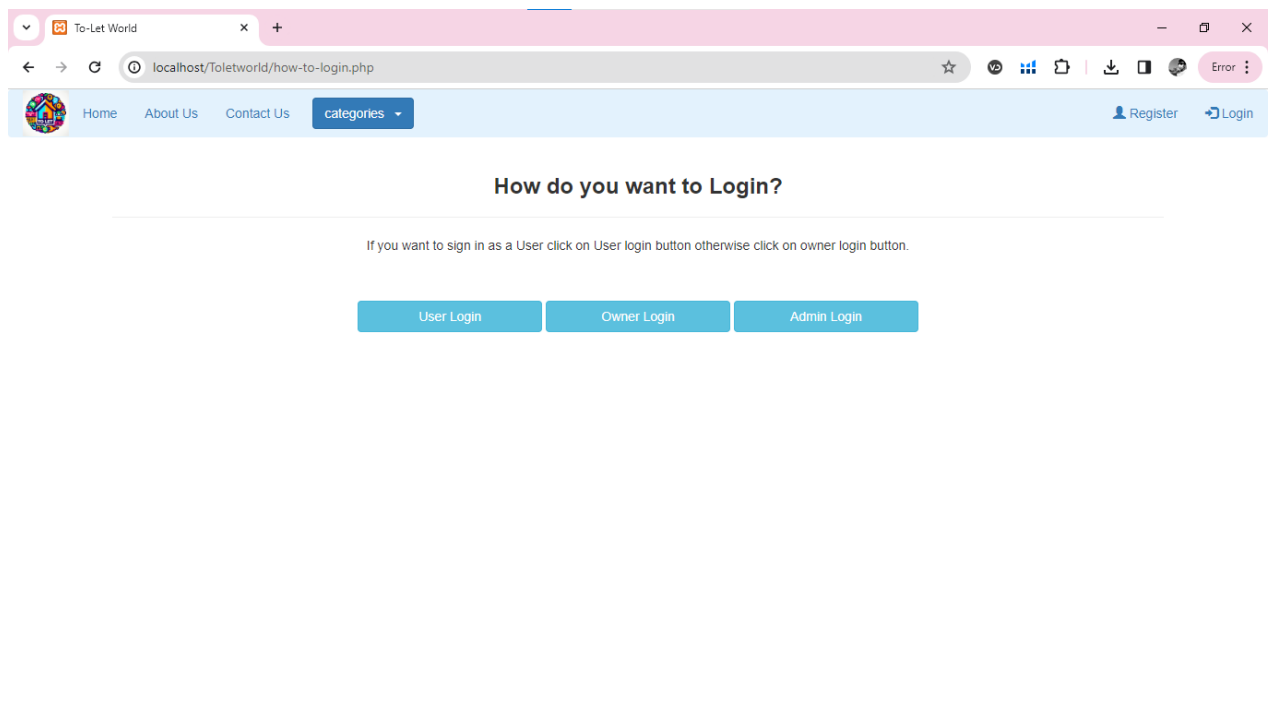 To-Let World
localhost/Toletworld/how-to-login.php
Error
Home About Us Contact Us categories Register Login
How do you want to Login?
If you want to sign in as a User click on User login button otherwise click on owner login button.
User Login Owner Login Admin Login